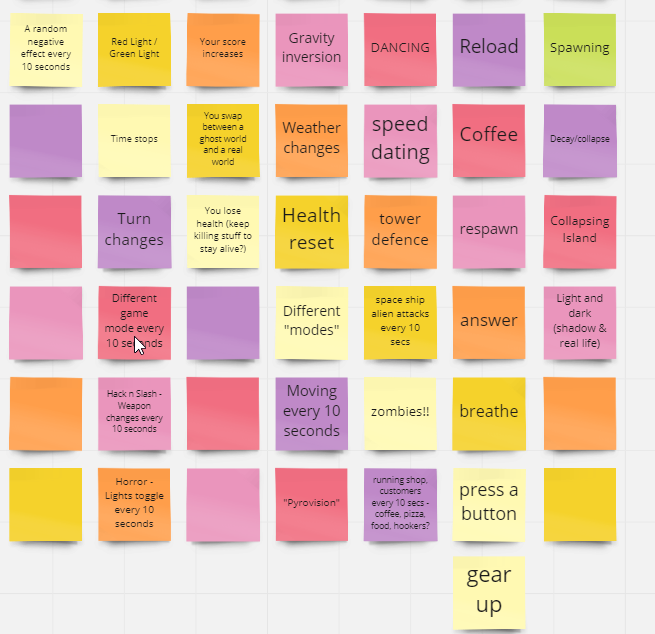 A random
negative
effect every
10 seconds
Red Light /
Green Light
Your score
increases
Gravity
inversion
DANCING
Reload
Spawning
Time stops
You swap
between a
ghost world
and a real
world
Weather
changes
speed
dating
Coffee
Decay/collapse
Turn
changes
You lose
health (keep
killing stuff to
stay alive?)
Health
reset
tower
defence
respawn
Collapsing
Island
Different
game
mode every
10 seconds
Different
"modes"
space ship
alien attacks
every 10
secs
answer
Light and
dark
(shadow &
real life)
Hack n Slash -
Weapon
changes every
10 seconds
Moving
every 10
seconds
zombies!!
breathe
Horror -
Lights toggle
every 10
seconds
"Pyrovision"
running shop,
customers
every 10 secs -
coffee, pizza,
food, hookers?
press a
button
gear
up